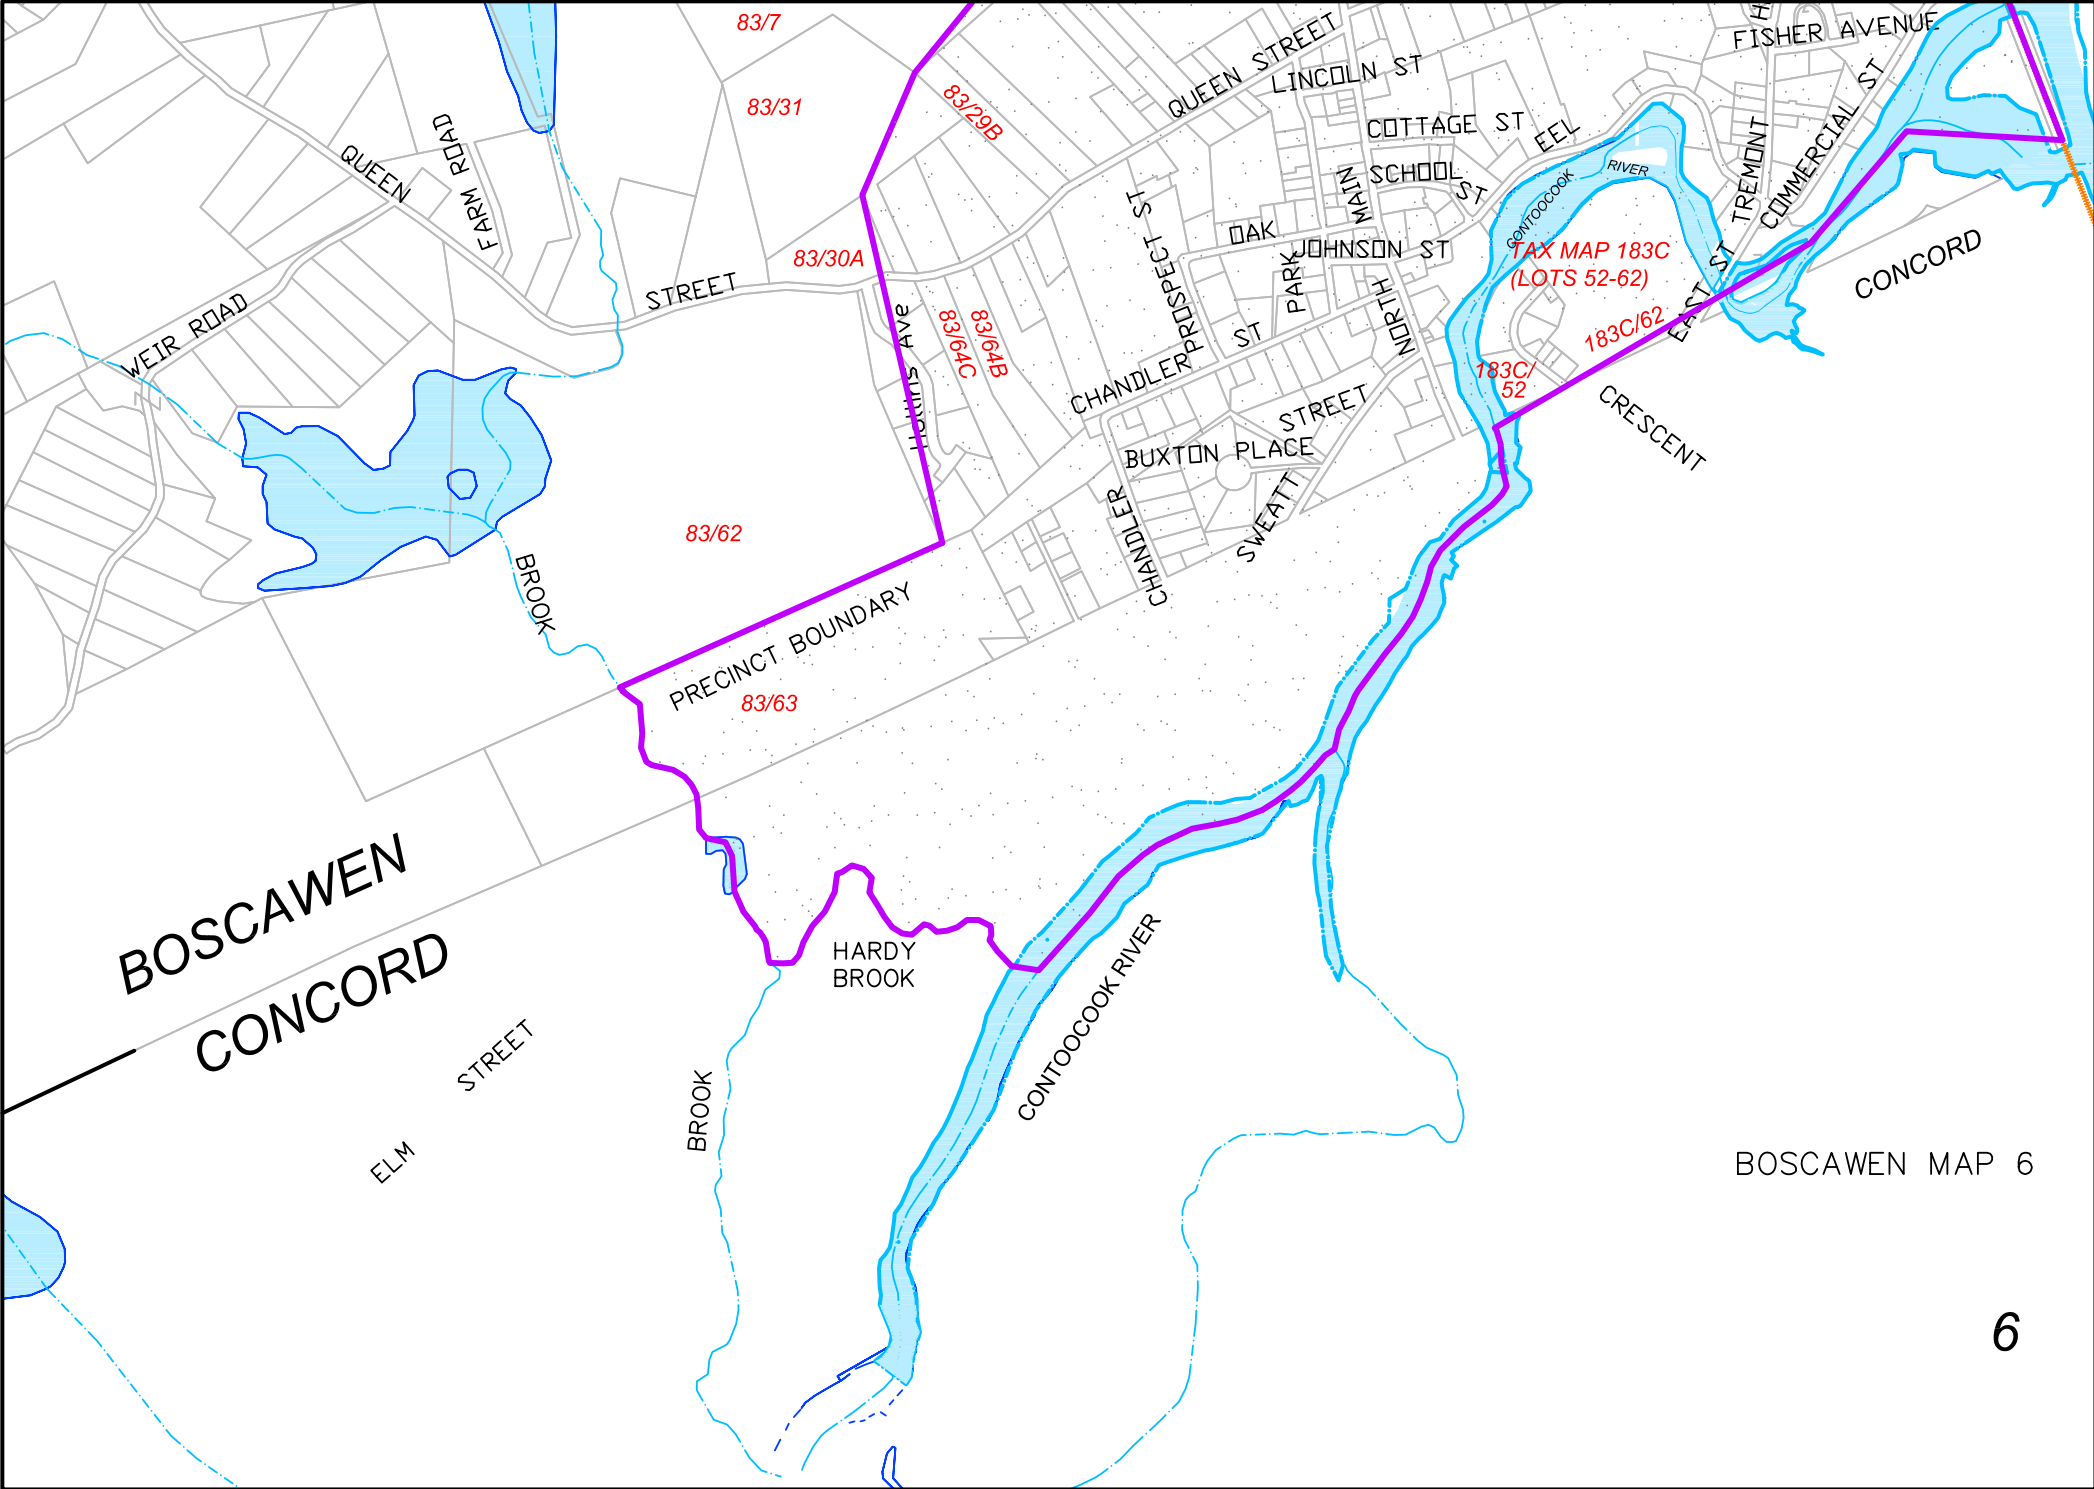 83/7
FISHER AVENUE
QUEEN STREET
LINCOLN ST
83/31
83/29B
COTTAGE ST
EEL
ST
COMMERCIAL ST
TREMONT
FARM ROAD
QUEEN
SCHOOL
MAIN
CONTOOCOOK
RIVER
PROSPECT ST
OAK
JOHNSON ST
PARK
TAX MAP 183C
(LOTS 52-62)
CONCORD
83/30A
STREET
WEIR ROAD
83/64C
83/64B
NORTH
EAST ST
183C/62
183C/
52
CHANDLER ST
STREET
BUXTON PLACE
CRESCENT
CHANDLER
CHANDLER
SWEATT
83/62
BROOK
PRECINCT BOUNDARY
83/63
BOSCAWEN
CONCORD
HARDY
BROOK
CONTOOCOOK RIVER
STREET
ELM
BROOK
BOSCAWEN MAP 6
6